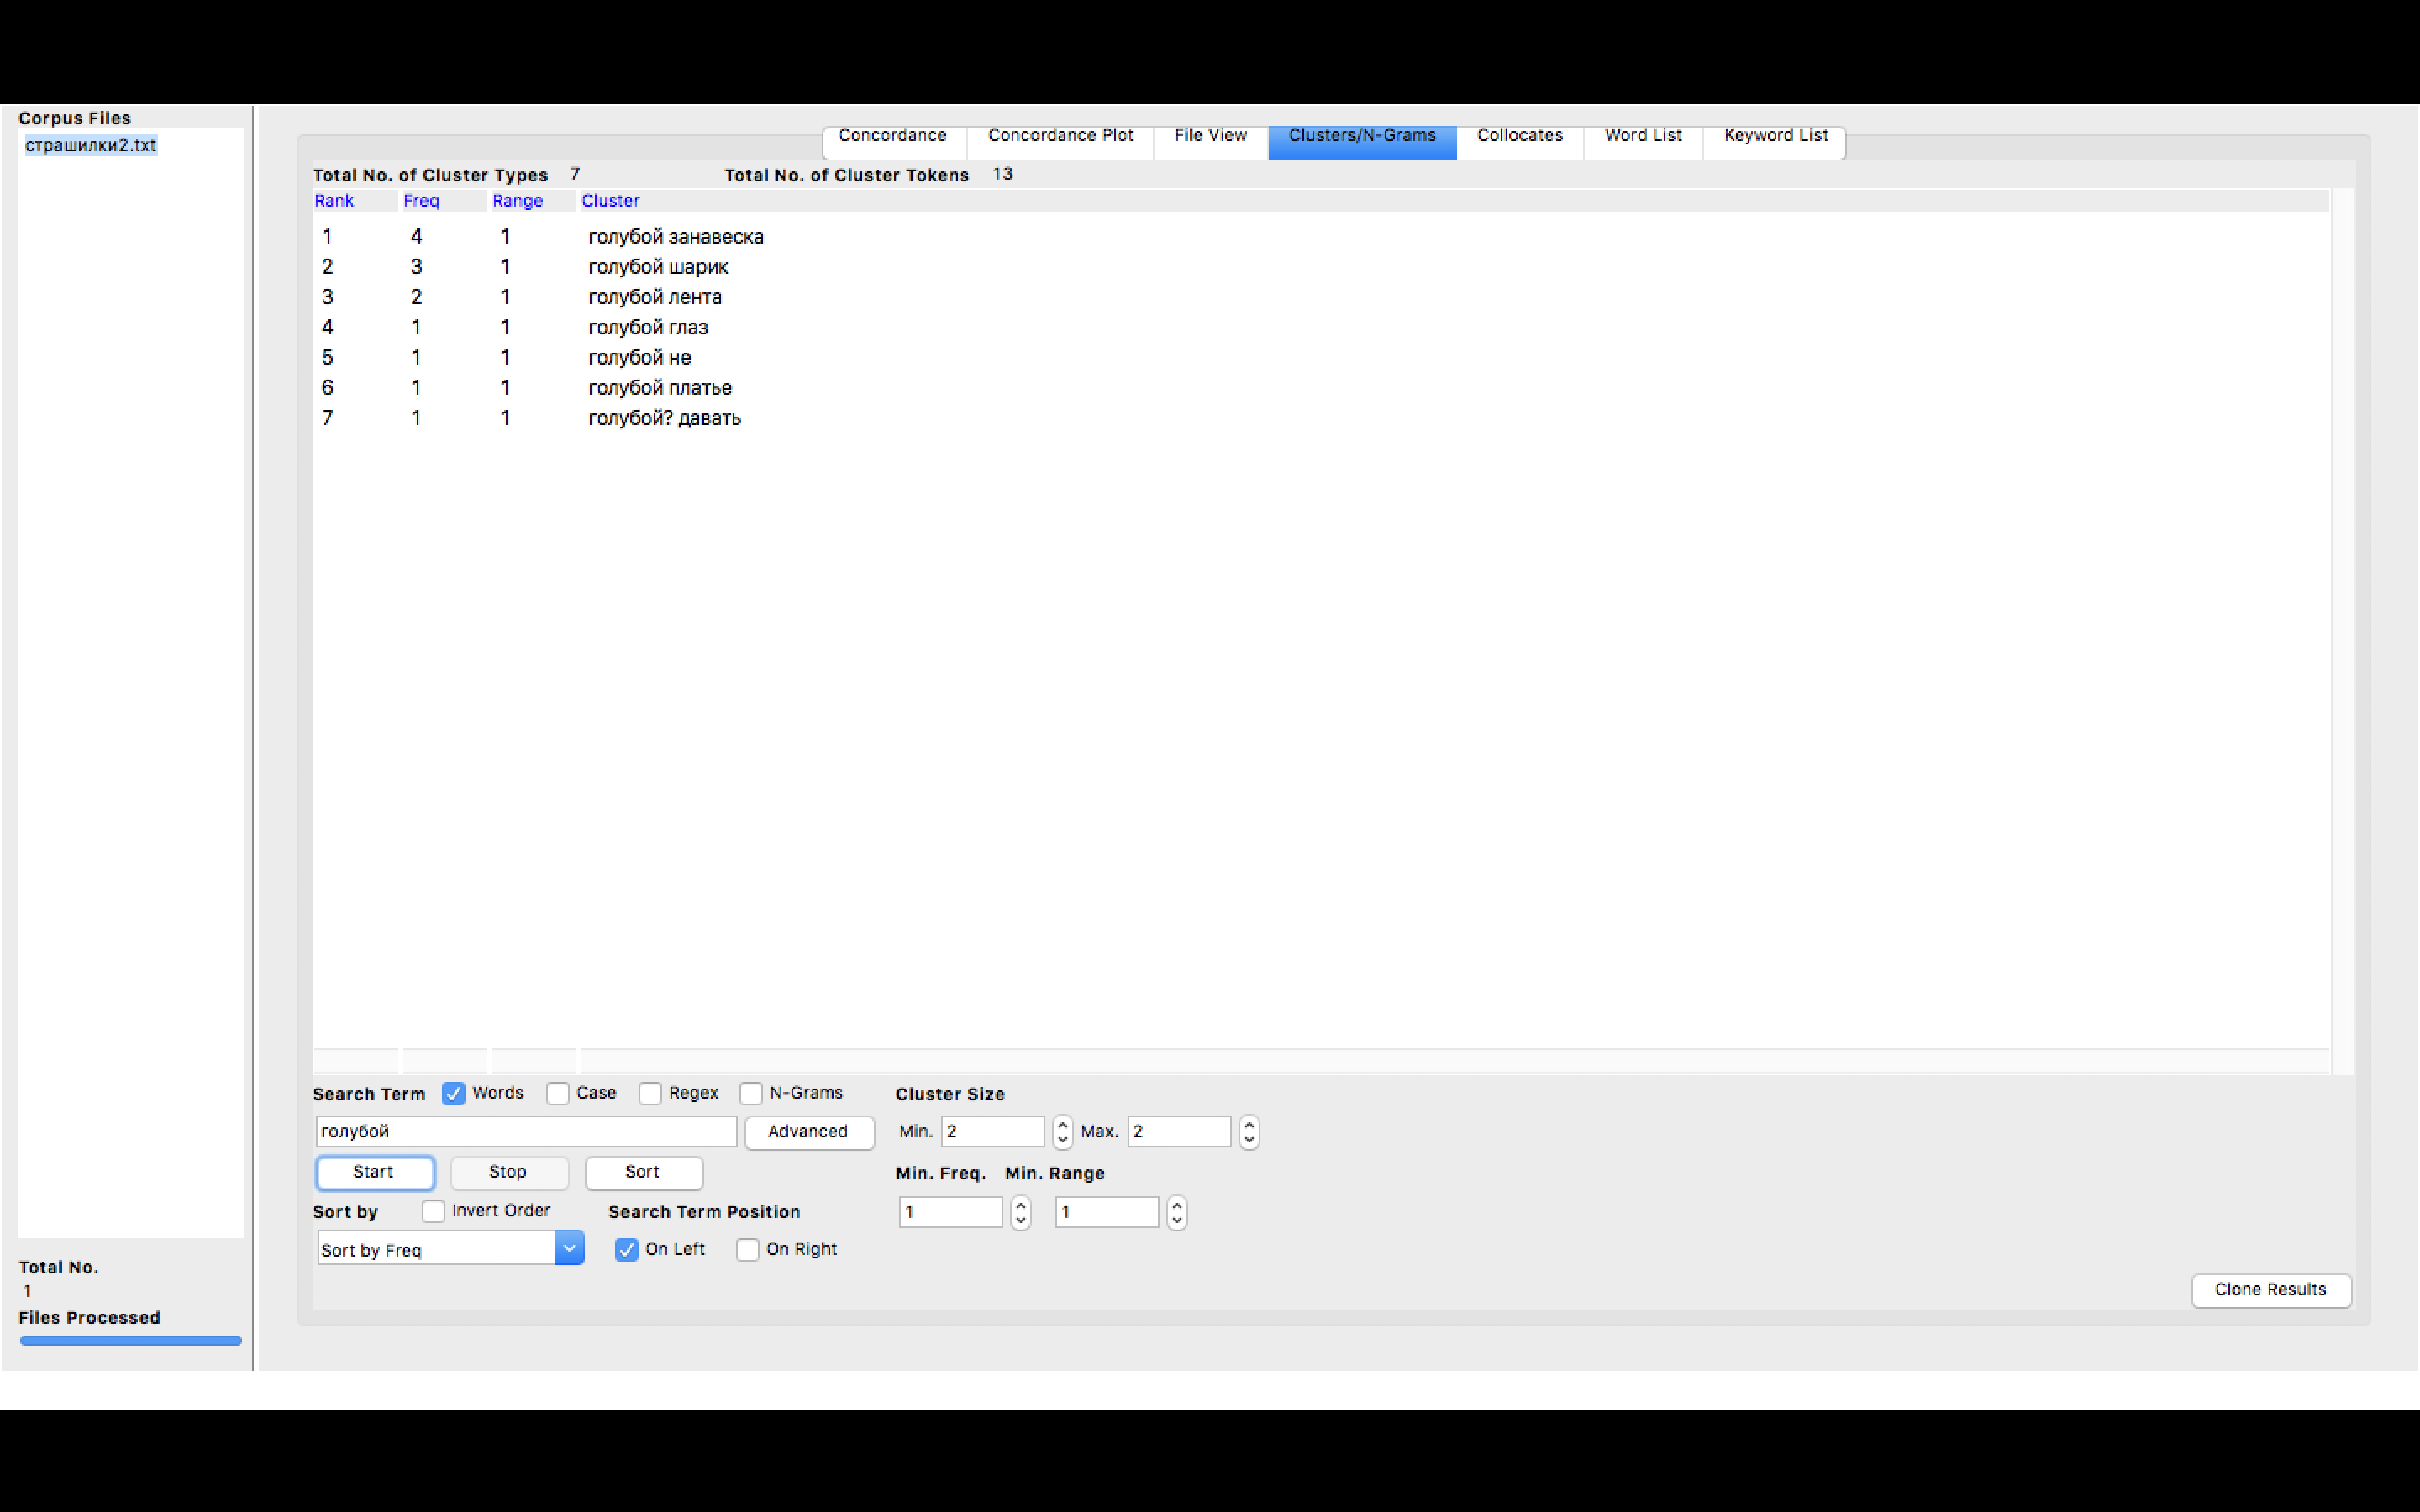 Corpus Files
страшилки2.txt
Concordance Concordance Plot File View Clusters/N-Grams Collocates Word List Keyword List
Total No. of Cluster Types 7 Total No. of Cluster Tokens 13
Rank Freq Range Cluster
1 4 1 голубой занавеска
2 3 1 голубой шарик
3 2 1 голубой лента
4 1 1 голубой глаз
5 1 1 голубой не
6 1 1 голубой платье
7 1 1 голубой? давать
Search Term Words Case Regex N-Grams Cluster Size
голубой Advanced Min. 2 Max. 2
Start Stop Sort Min. Freq. Min. Range
Sort by Invert Order Search Term Position 1 1
Sort by Freq On Left On Right
Total No.
1
Files Processed
Clone Results